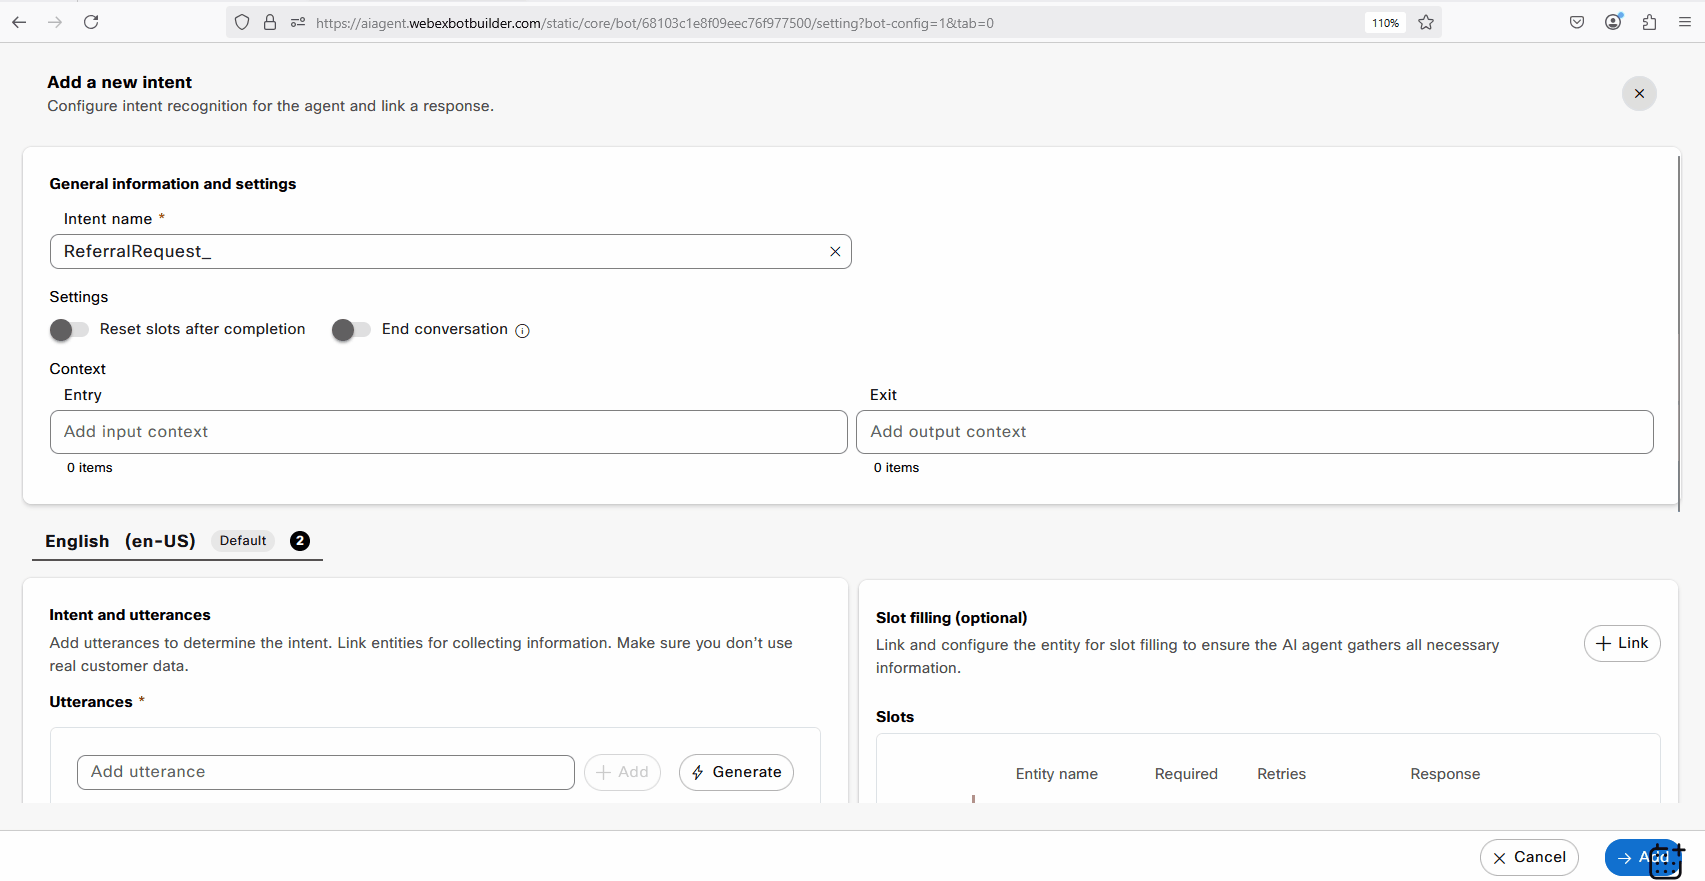 https://aiagent.webexbotbuilder.com/static/core/bot/68103c1e8f09eec76f977500/setting?bot-config=1&tab=0
110%
Add a new intent
Configure intent recognition for the agent and link a response.
General information and settings
Intent name *
ReferralRequest_
Settings
Reset slots after completion
End conversation
Context
Entry
Exit
Add input context
Add output context
0 items
0 items
English (en-US) Default 2
Intent and utterances
Add utterances to determine the intent. Link entities for collecting information. Make sure you don't use
real customer data.
Utterances *
Add utterance
Add
Generate
Slot filling (optional)
Link and configure the entity for slot filling to ensure the AI agent gathers all necessary
information.
Link
Slots
Entity name Required Retries Response
Cancel
Add